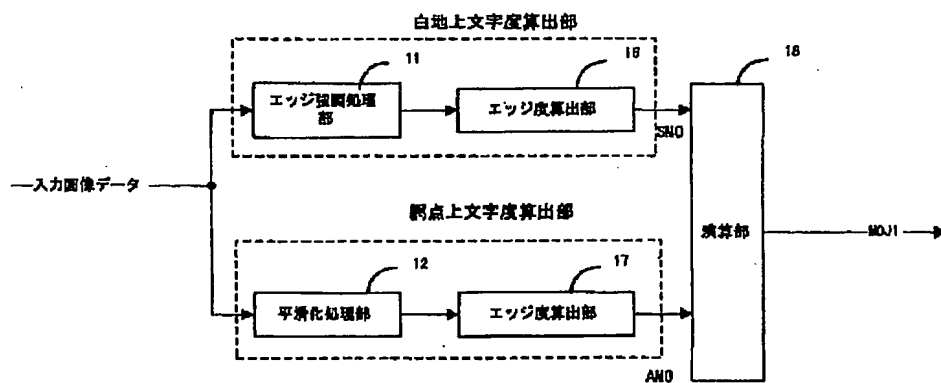 白地上文字度算出部
11
16
18
エッジ強調処理
部
エッジ度算出部
SMO
入力画像データ
網点上文字度算出部
演算部
MOJI
12
17
平滑化処理部
エッジ度算出部
AMO